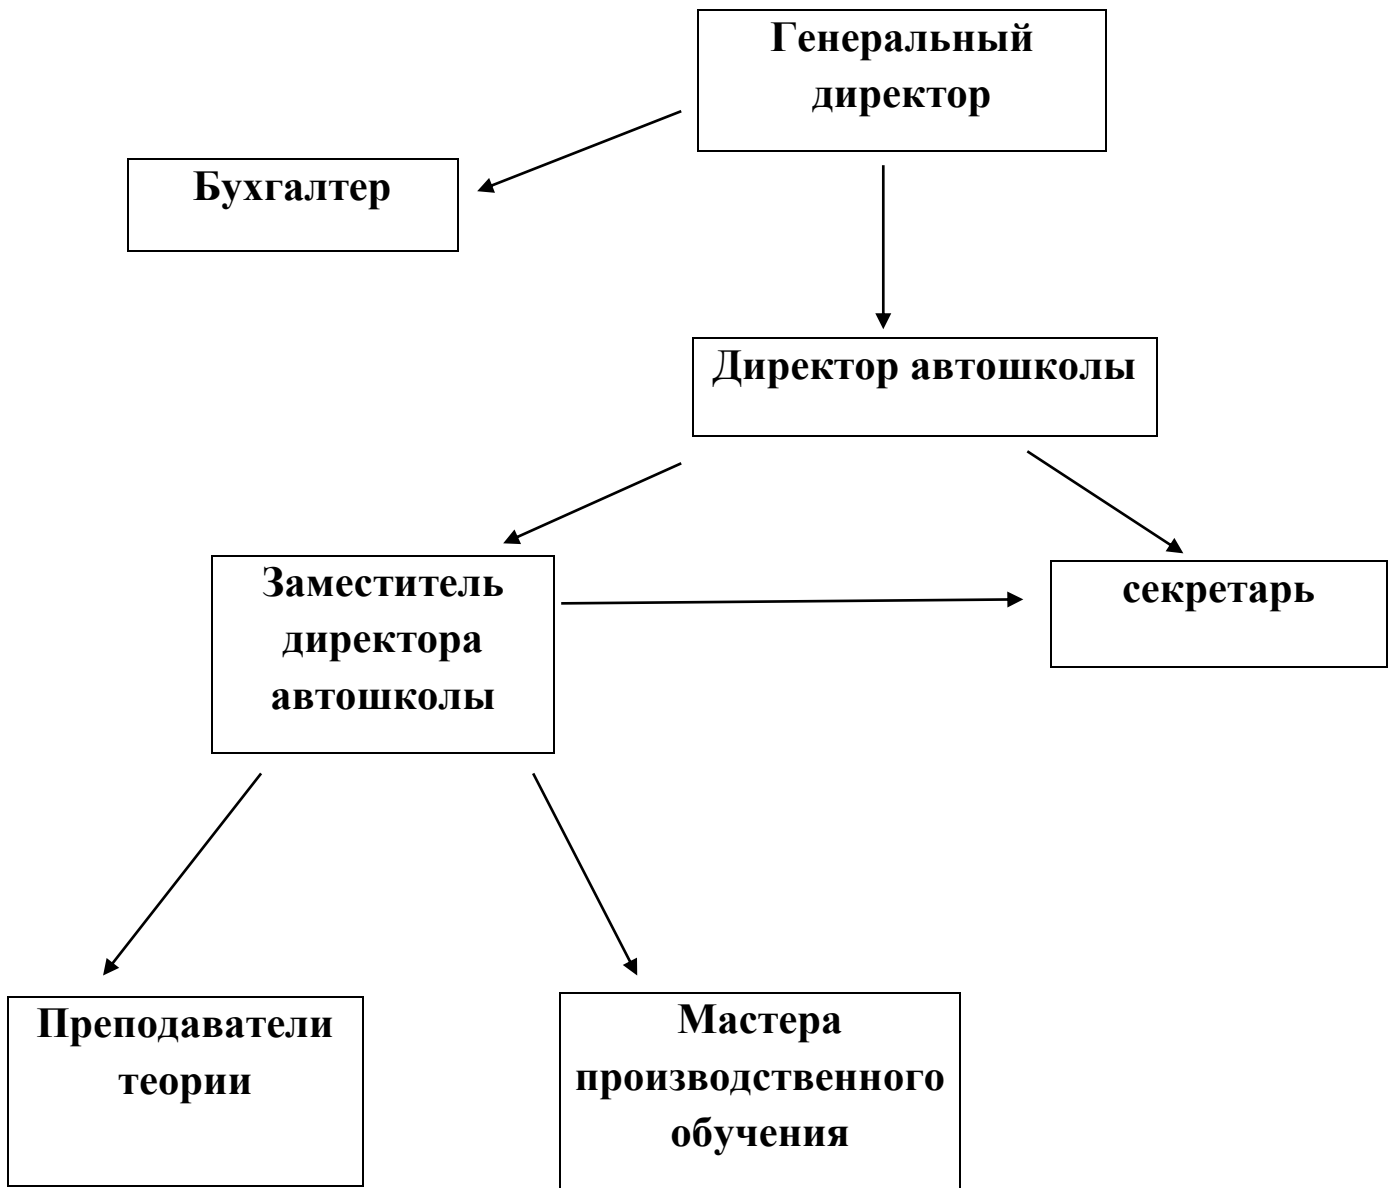 Генеральный
директор
Бухгалтер
Директор автошколы
Заместитель
директора
автошколы
секретарь
Преподаватели
теории
Мастера
производственного
обучения